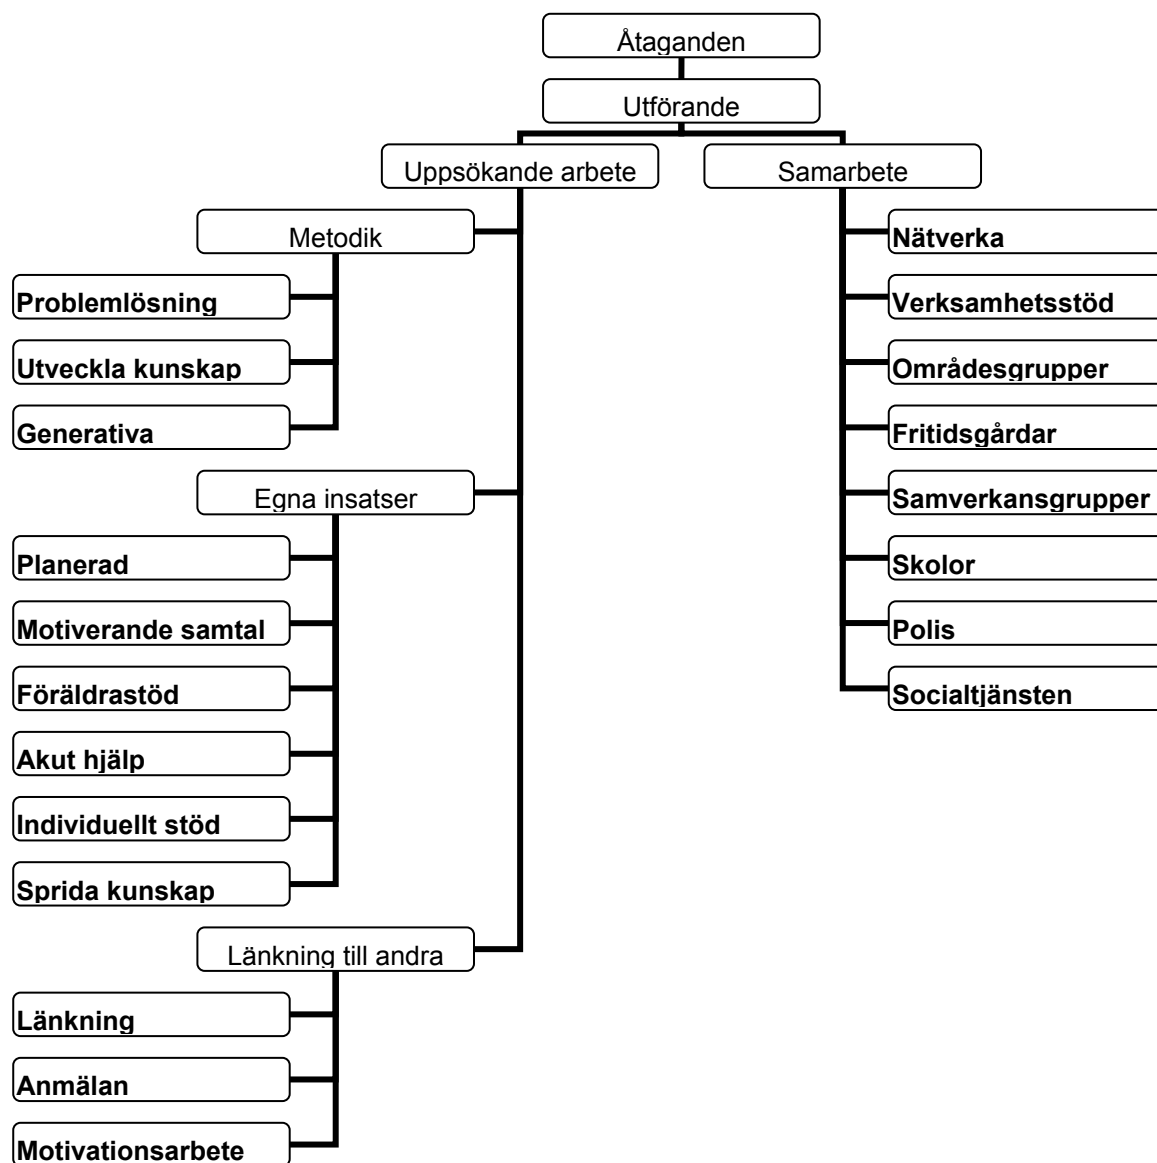 Åtaganden
Utförande
Uppsökande arbete
Samarbete
Metodik
Problemlösning
Utveckla kunskap
Generativa
Egna insatser
Planerad
Motiverande samtal
Föräldrastöd
Akut hjälp
Individuellt stöd
Sprida kunskap
Länkning till andra
Länkning
Anmälan
Motivationsarbete
Nätverka
Verksamhetsstöd
Områdesgrupper
Fritidsgårdar
Samverkansgrupper
Skolor
Polis
Socialtjänsten